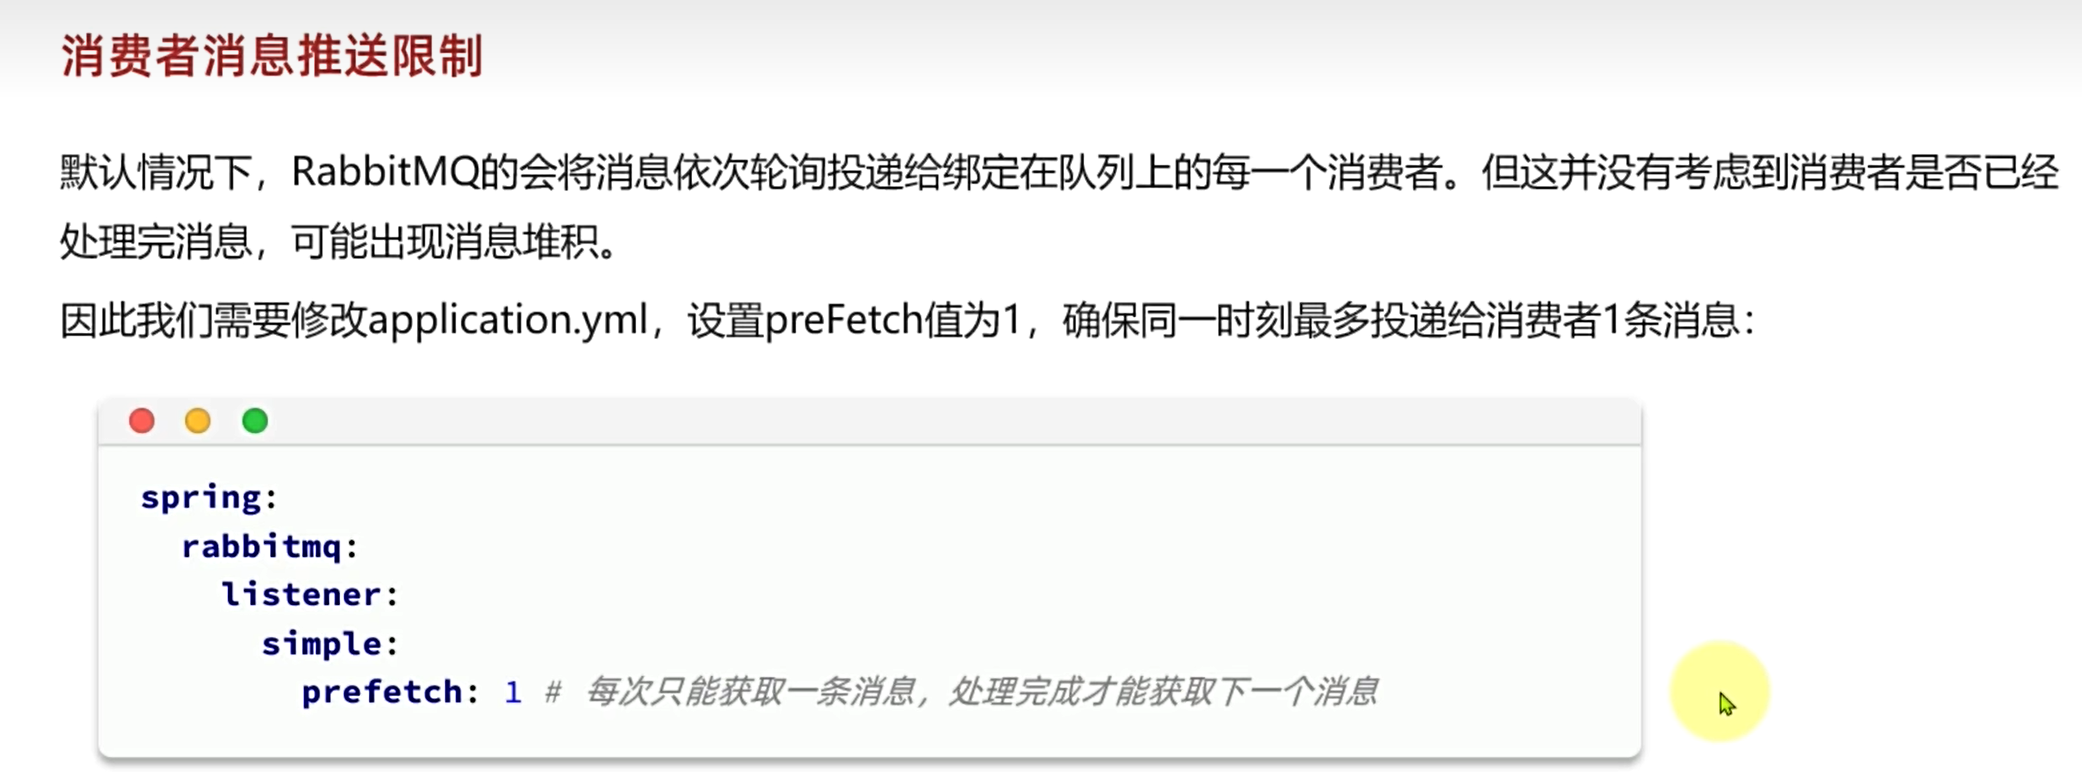 消费者消息推送限制
默认情况下，RabbitMQ的会将消息依次轮询投递给绑定在队列上的每一个消费者。但这并没有考虑到消费者是否已经
处理完消息，可能出现消息堆积。
因此我们需要修改application.yml，设置preFetch值为1，确保同一时刻最多投递给消费者1条消息：
spring:
  rabbitmq:
    listener:
      simple:
        prefetch: 1 # 每次只能获取一条消息，处理完成才能获取下一个消息